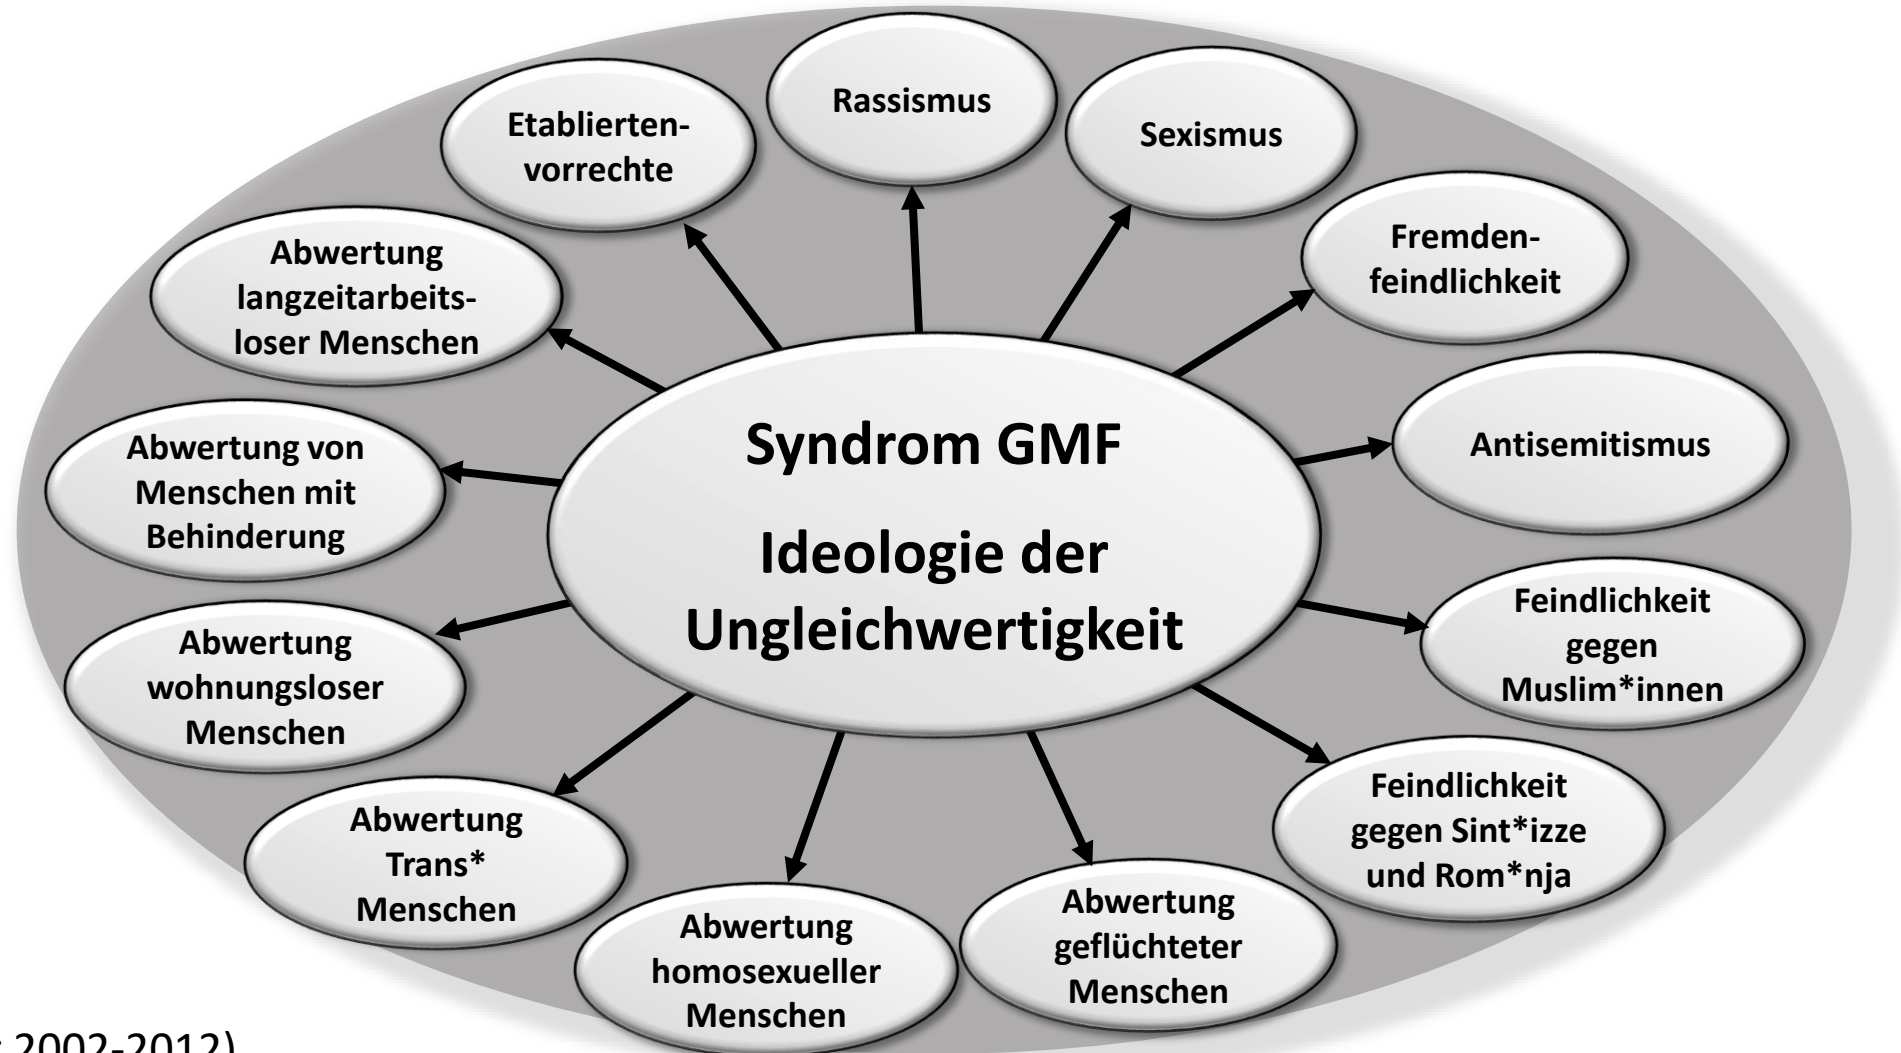 Rassismus
Sexismus
Fremden-
feindlichkeit
Antisemitismus
Feindlichkeit
gegen
Muslim*innen
Feindlichkeit
gegen Sint*izze
und Rom*nja
Abwertung
geflüchteter
Menschen
Abwertung
homosexueller
Menschen
Abwertung
Trans*
Menschen
Abwertung
wohnungsloser
Menschen
Abwertung von
Menschen mit
Behinderung
Abwertung
langzeitarbeits-
loser Menschen
Etablierten-
vorrechte
Syndrom GMF
Ideologie der
Ungleichwertigkeit
2002-2012)